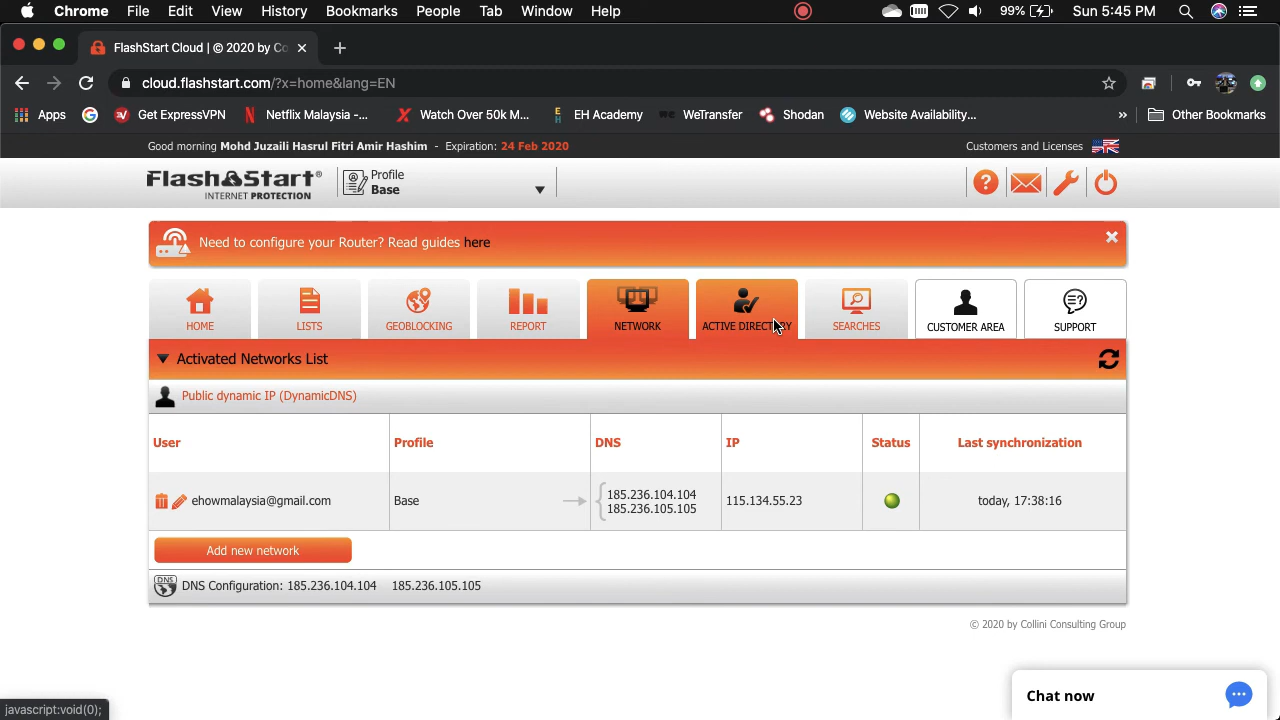 Chrome File Edit View History Bookmarks People Tab Window Help 99% Sun 5:45 PM
FlashStart Cloud | © 2020 by Co
cloud.flashstart.com/?x=home&lang=EN
Apps Get ExpressVPN Netflix Malaysia -... Watch Over 50k M... EH Academy WeTransfer Shodan Website Availability... » Other Bookmarks
Good morning Mohd Juzaili Hasrul Fitri Amir Hashim - Expiration: 24 Feb 2020 Customers and Licenses
Flash Start
INTERNET PROTECTION
Profile
Base
Need to configure your Router? Read guides here
HOME LISTS GEOBLOCKING REPORT NETWORK ACTIVE DIRECTORY SEARCHES CUSTOMER AREA SUPPORT
Activated Networks List
Public dynamic IP (DynamicDNS)
User Profile DNS IP Status Last synchronization
ehowmalaysia@gmail.com Base 185.236.104.104 115.134.55.23 today, 17:38:16
185.236.105.105
Add new network
DNS DNS Configuration: 185.236.104.104 185.236.105.105
© 2020 by Collini Consulting Group
Chat now
javascript:void(0);